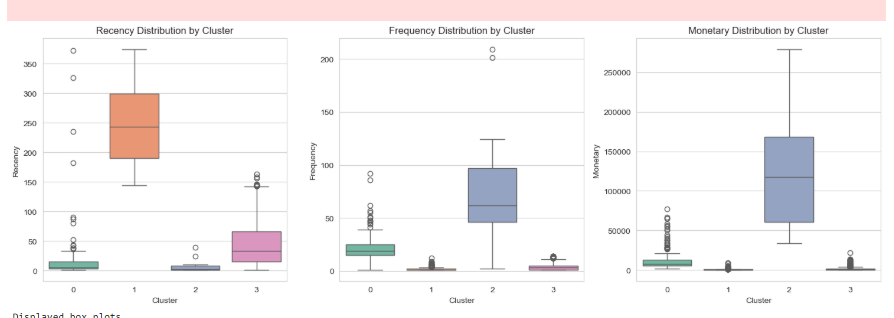 Recency Distribution by Cluster
Frequency Distribution by Cluster
Monetary Distribution by Cluster
Recency
350
300
250
200
150
100
50
0
0 1 2 3
Cluster
Frequency
200
150
100
50
0
0 1 2 3
Cluster
Monetary
250000
200000
150000
100000
50000
0
0 1 2 3
Cluster
Displayed box plots